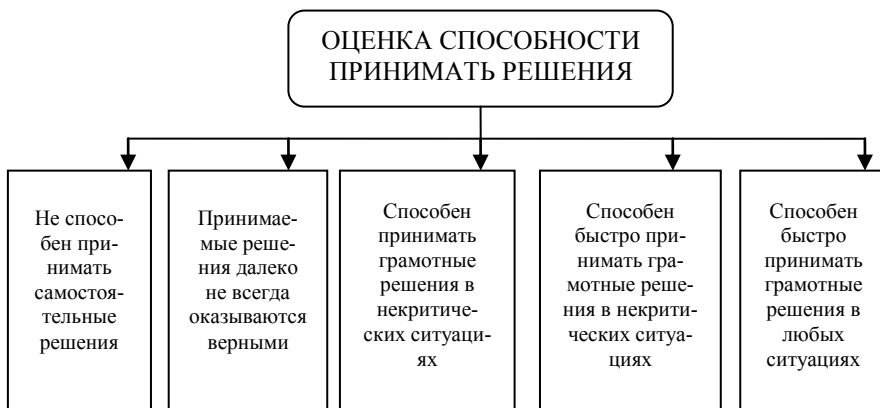 ОЦЕНКА СПОСОБНОСТИ
ПРИНИМАТЬ РЕШЕНИЯ
Не спосо-
бен при-
нимать
самостоя-
тельные
решения
Принимае-
мые реше-
ния далеко
не всегда
оказываются
верными
Способен
принимать
грамотные
решения в
некритиче-
ских ситуаци-
ях
Способен
быстро при-
нимать гра-
мотные реше-
ния в некрити-
ческих ситуа-
циях
Способен
быстро
принимать
грамотные
решения в
любых
ситуациях